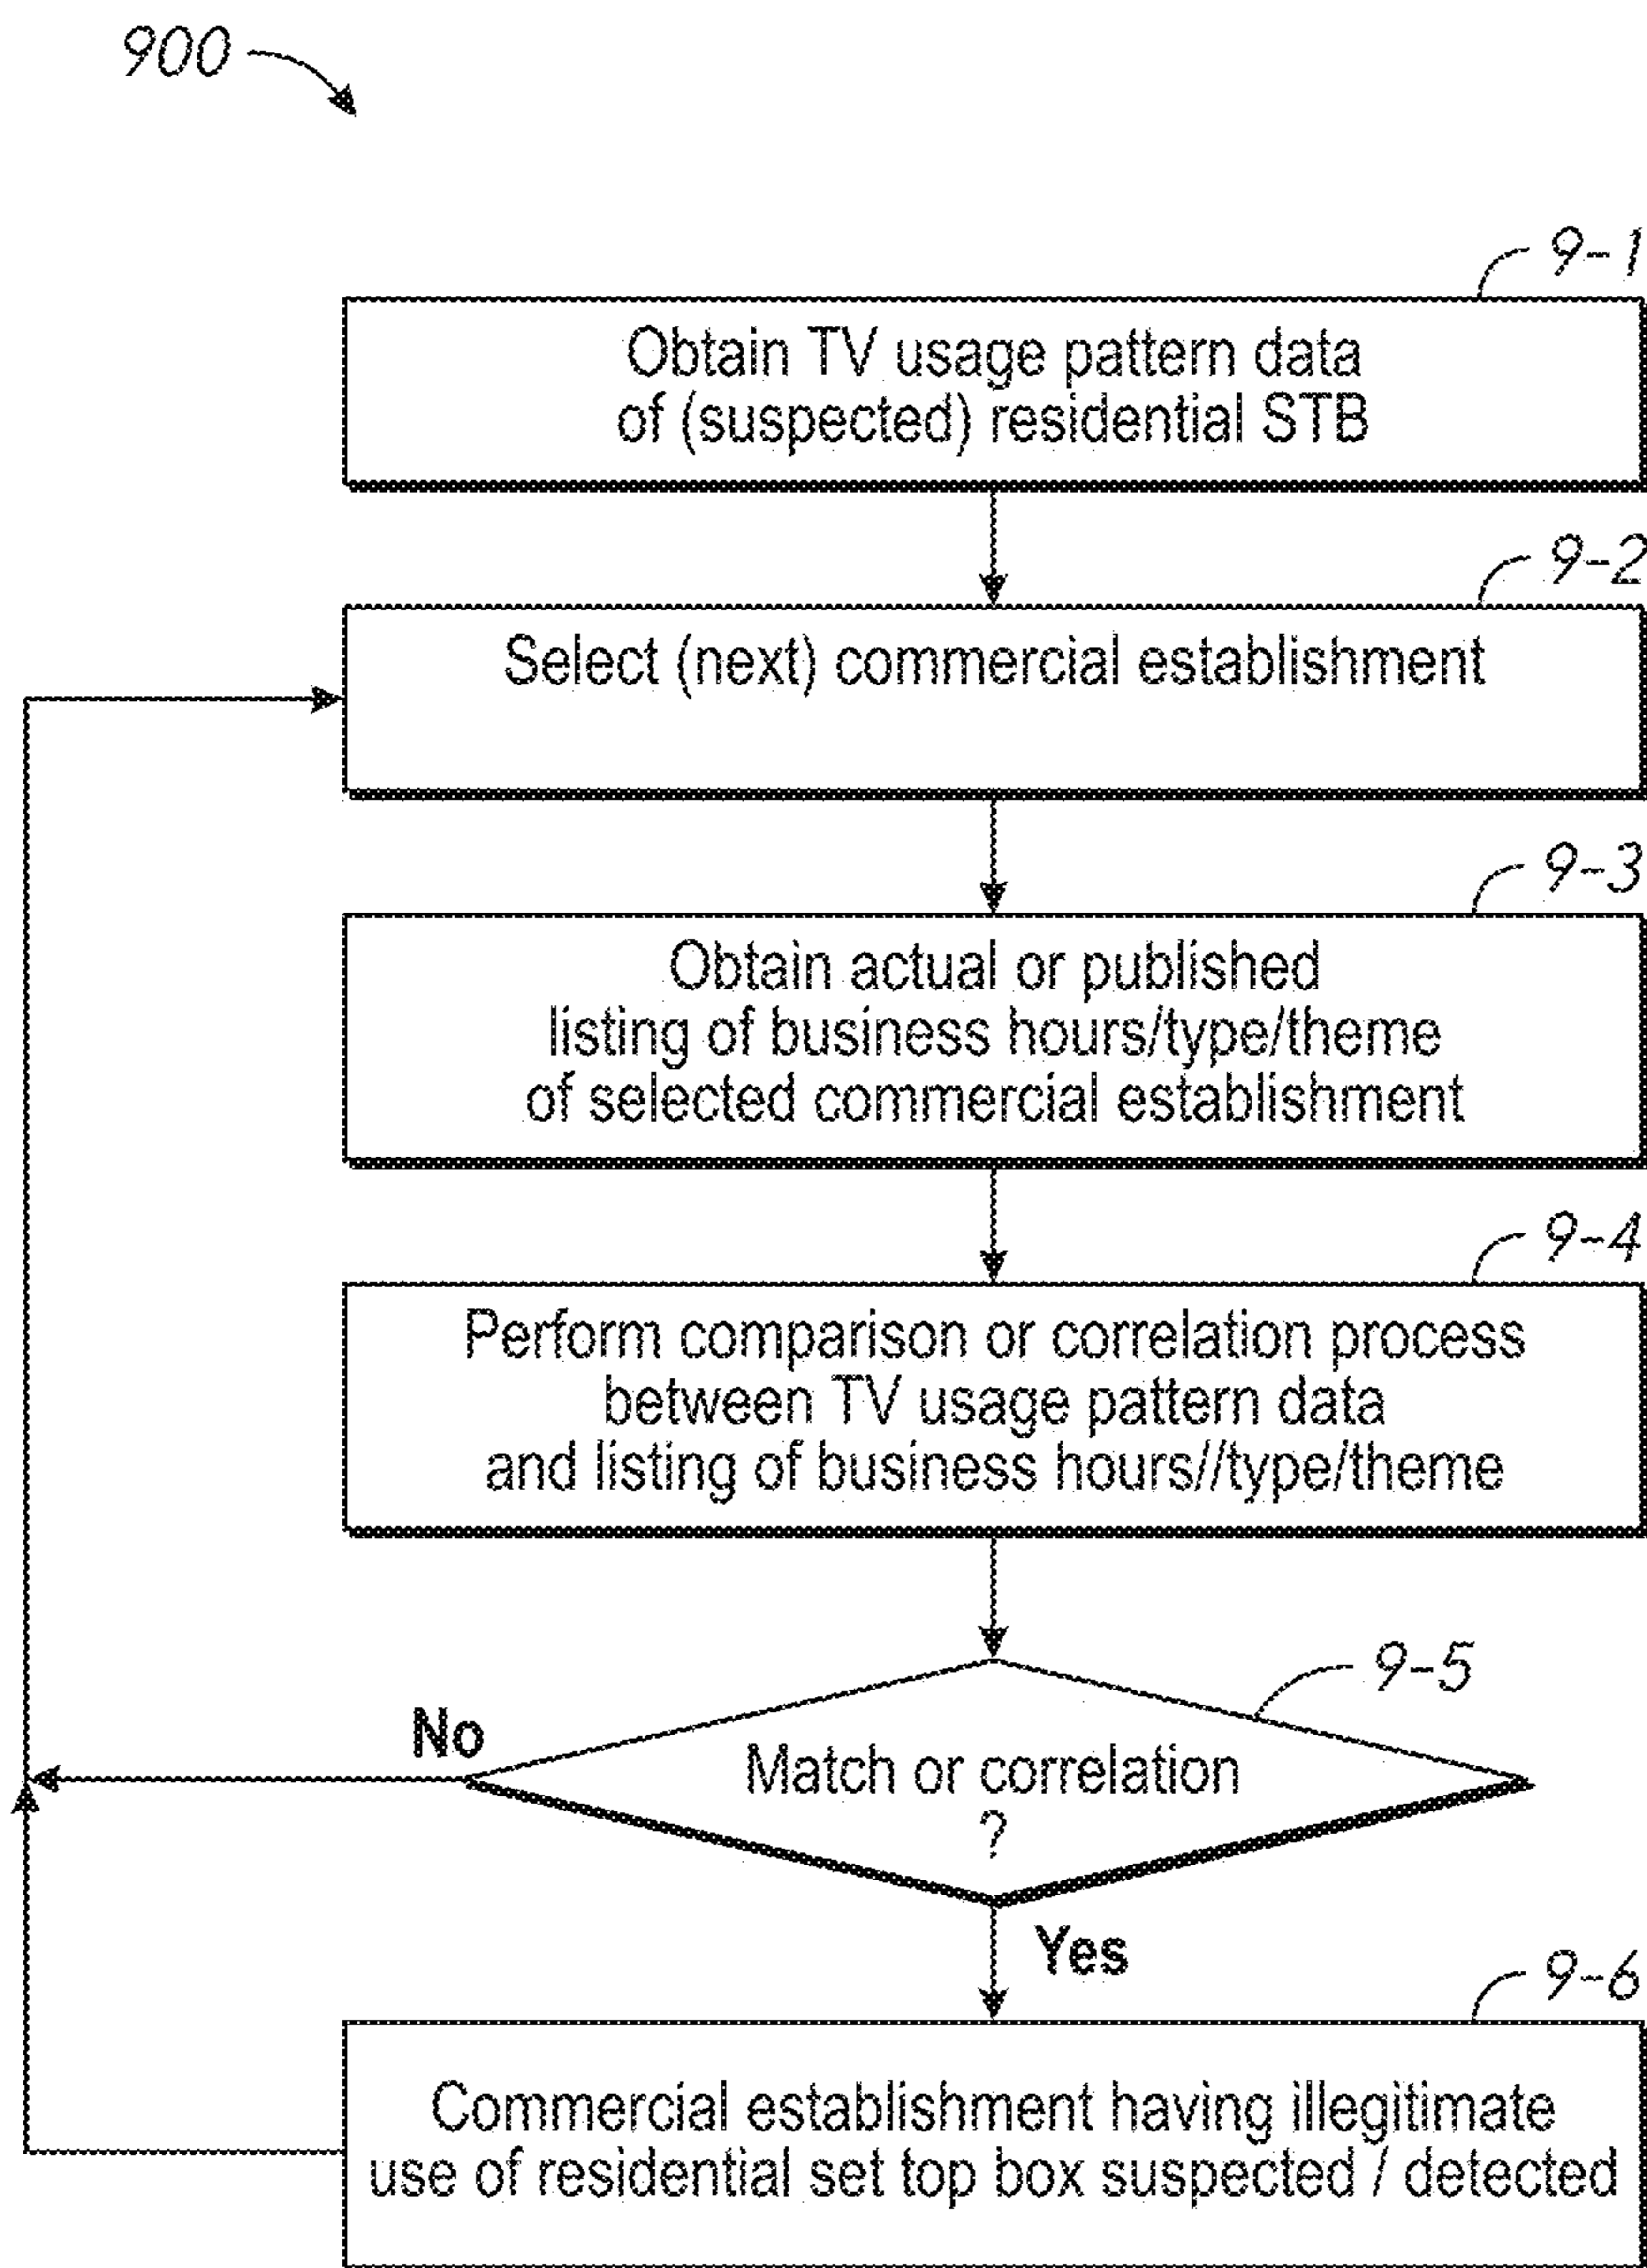 900
9-1
Obtain TV usage pattern data
of (suspected) residential STB
9-2
Select (next) commercial establishment
9-3
Obtain actual or published
listing of business hours/type/theme
of selected commercial establishment
9-4
Perform comparison or correlation process
between TV usage pattern data
and listing of business hours//type/theme
9-5
No
Match or correlation
?
Yes
9-6
Commercial establishment having illegitimate
use of residential set top box suspected / detected